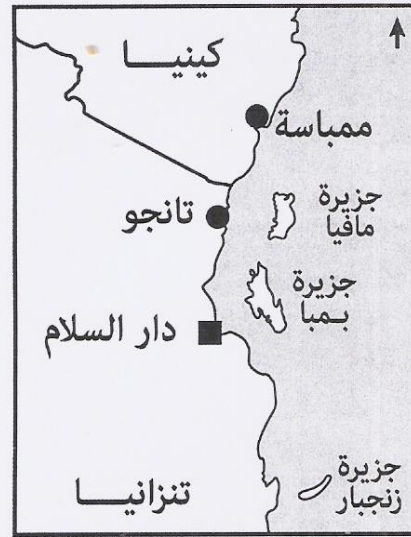 كينيا
ممباسة
جزيرة
مافيا
تانجو
جزيرة
بمبا
دار السلام
جزيرة
زنجبار
تنزانيا